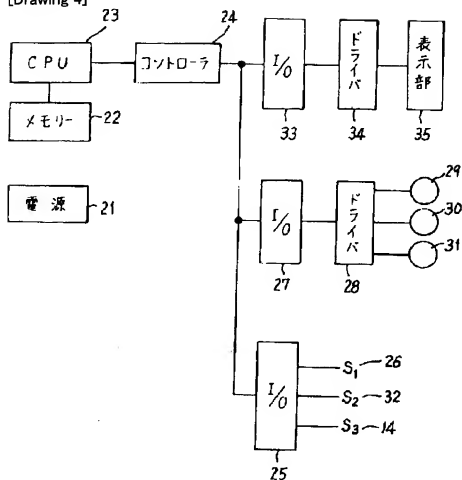 [Drawing 4]
23
CPU
24
コントローラ
I/O
33
ドライバ
34
表示部
35
メモリー
22
電源
21
I/O
27
ドライバ
28
29
30
31
I/O
25
S1 26
S2 32
S3 14